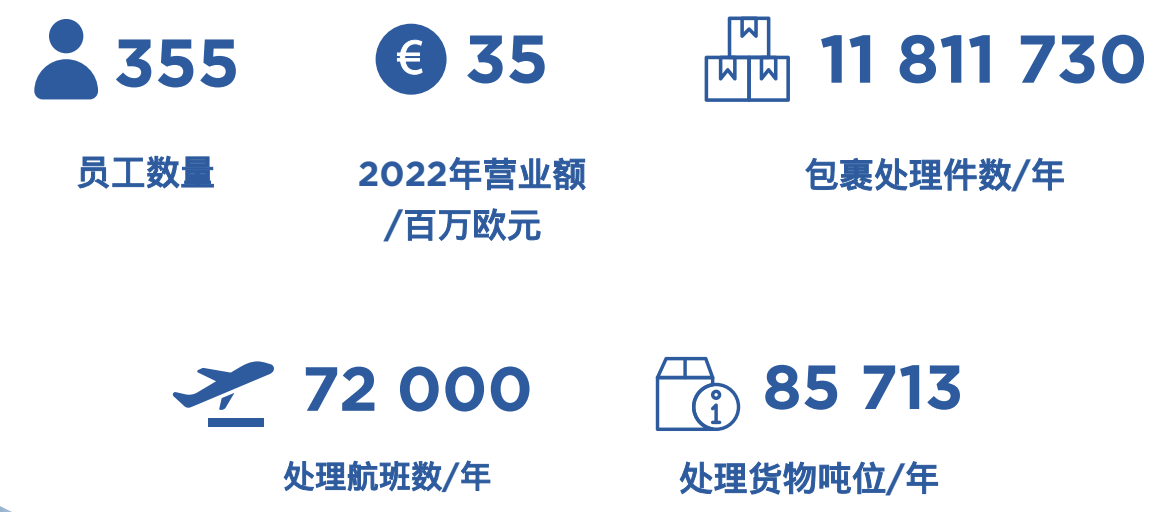 355
€ 35
11 811 730
员工数量
2022年营业额
/百万欧元
包裹处理件数/年
72 000
85 713
处理航班数/年
处理货物吨位/年